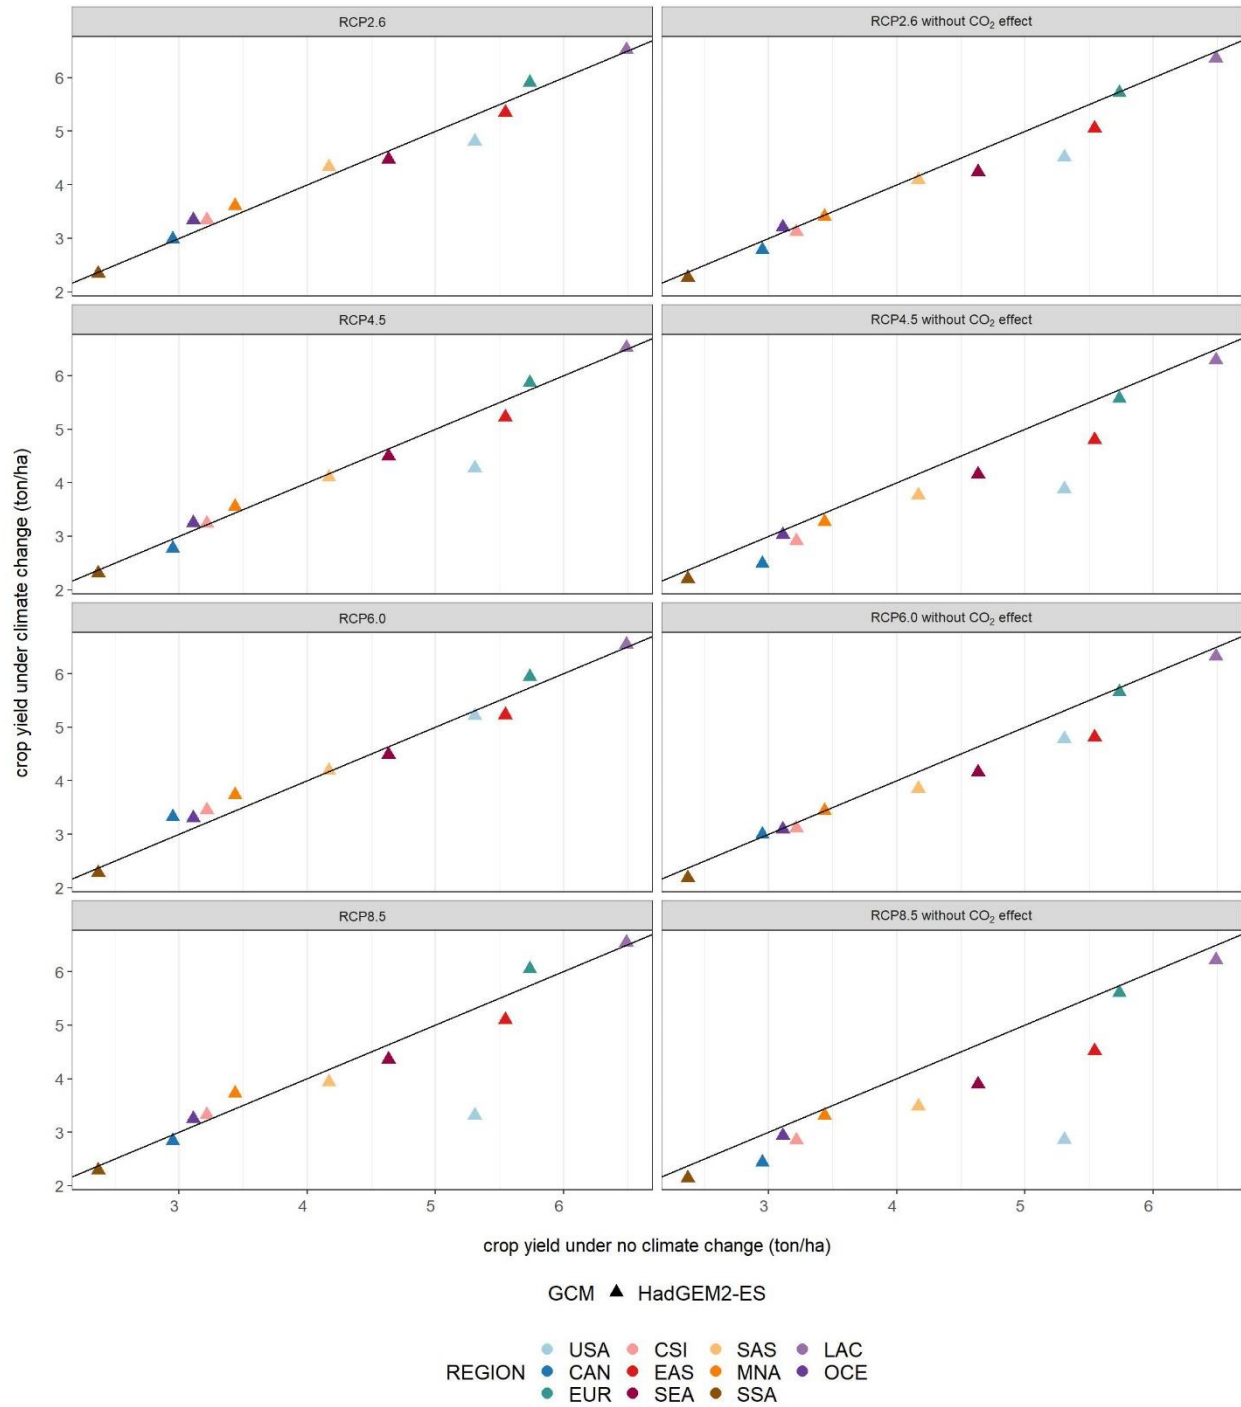 RCP2.6
RCP2.6 without CO₂ effect
6
5
4
3
2
RCP4.5
RCP4.5 without CO₂ effect
6
5
4
3
2
RCP6.0
RCP6.0 without CO₂ effect
6
5
4
3
2
RCP8.5
RCP8.5 without CO₂ effect
6
5
4
3
2
crop yield under climate change (ton/ha)
3 4 5 6 3 4 5 6
crop yield under no climate change (ton/ha)
GCM HadGEM2-ES
USA CSI SAS LAC
REGION CAN EAS MNA OCE
EUR SEA SSA